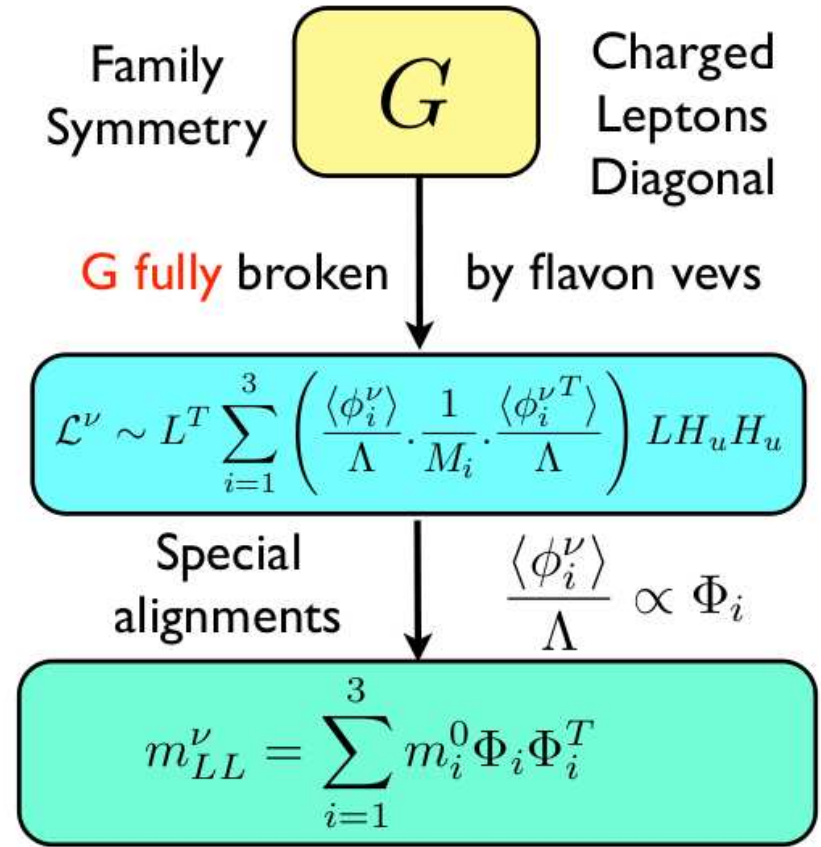 Family
Symmetry
G
Charged
Leptons
Diagonal
G fully broken by flavon vevs
$\mathcal{L}^{\nu} \sim L^T \sum_{i=1}^{3} \left( \frac{\langle \phi_i^{\nu} \rangle}{\Lambda} . \frac{1}{M_i} . \frac{\langle {\phi_i^{\nu}}^T \rangle}{\Lambda} \right) L H_u H_u$
Special
alignments
$\frac{\langle \phi_i^{\nu} \rangle}{\Lambda} \propto \Phi_i$
$m_{LL}^{\nu} = \sum_{i=1}^{3} m_i^0 \Phi_i \Phi_i^T$